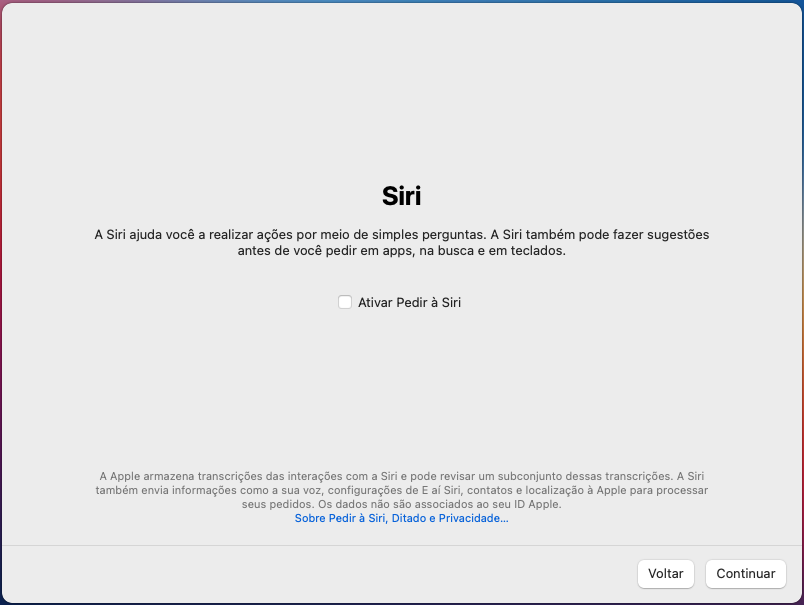 Siri
A Siri ajuda você a realizar ações por meio de simples perguntas. A Siri também pode fazer sugestões
antes de você pedir em apps, na busca e em teclados.
Ativar Pedir à Siri
A Apple armazena transcrições das interações com a Siri e pode revisar um subconjunto dessas transcrições. A Siri
também envia informações como a sua voz, configurações de E aí Siri, contatos e localização à Apple para processar
seus pedidos. Os dados não são associados ao seu ID Apple.
Sobre Pedir à Siri, Ditado e Privacidade...
Voltar
Continuar